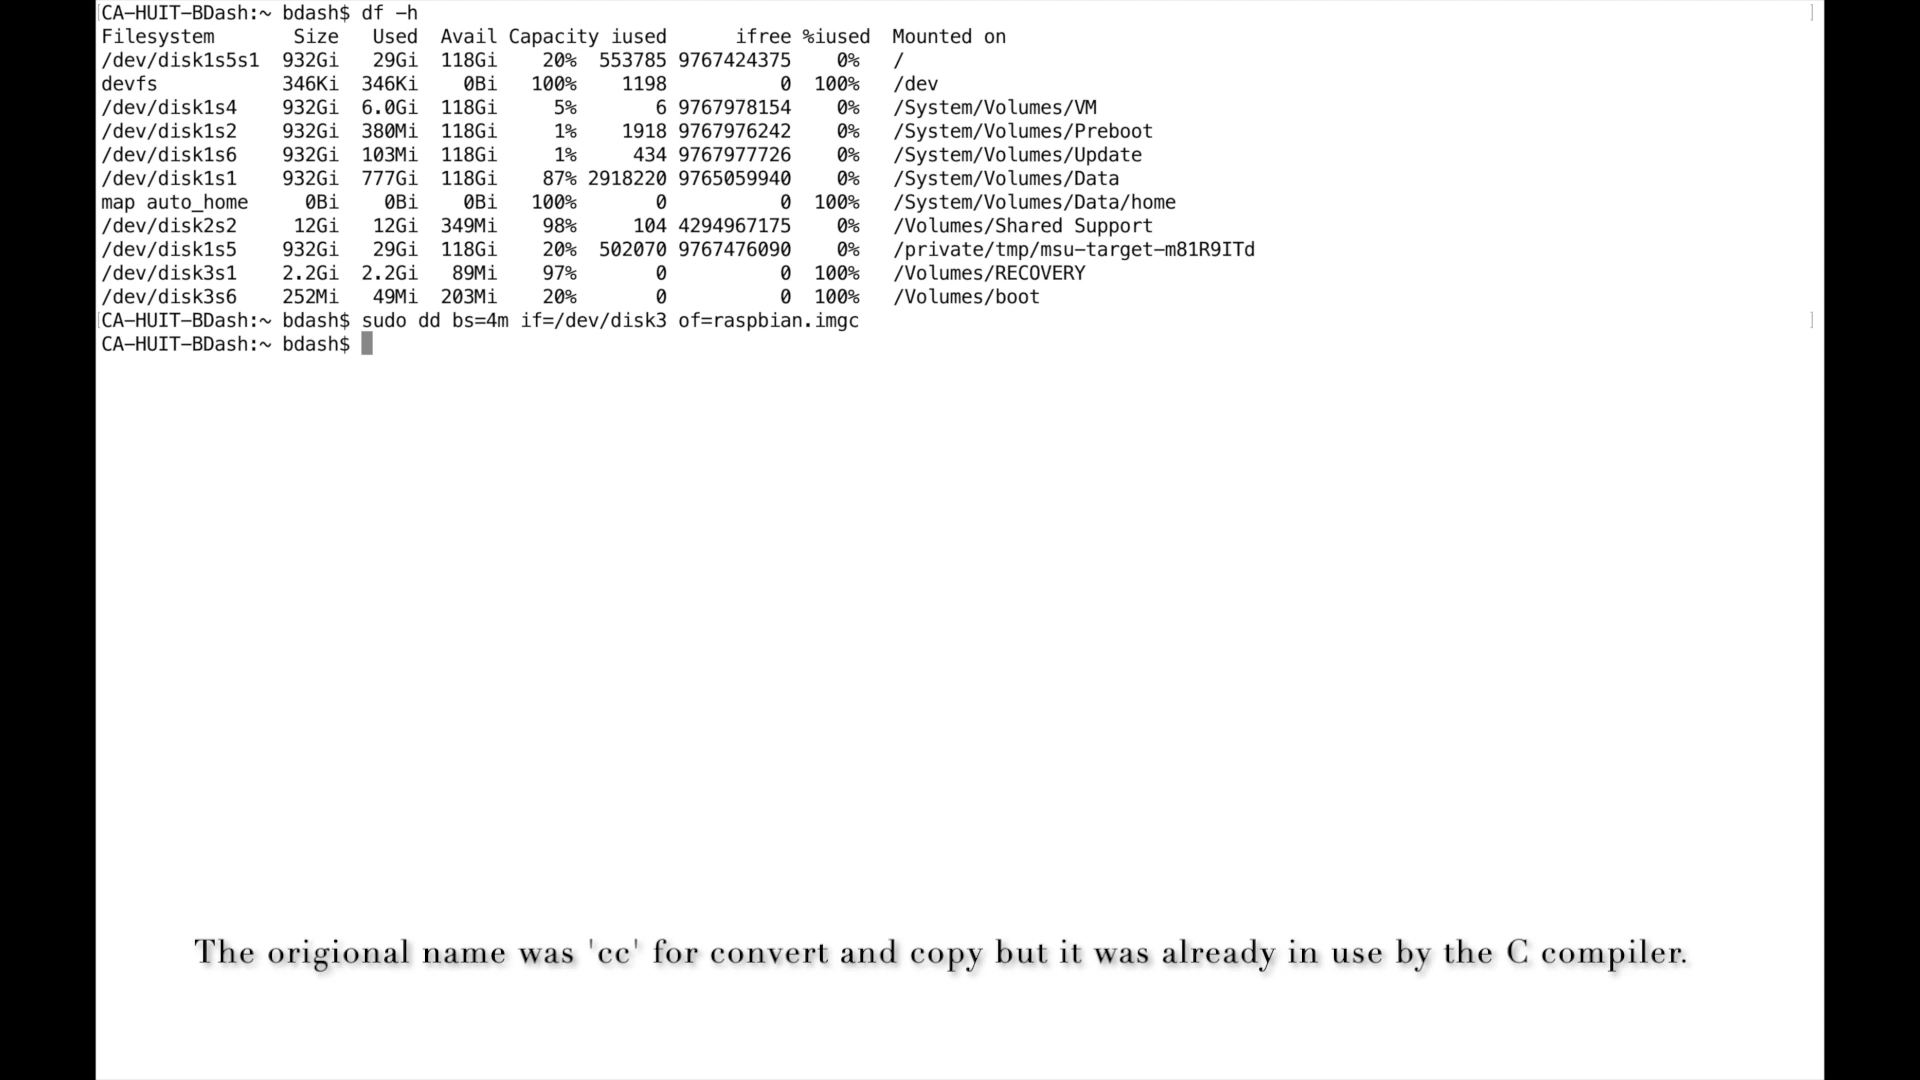 [CA-HUIT-BDash:~ bdash$ df -h ]
Filesystem Size Used Avail Capacity iused ifree %iused Mounted on
/dev/disk1s5s1 932Gi 29Gi 118Gi 20% 553785 9767424375 0% /
devfs 346Ki 346Ki 0Bi 100% 1198 0 100% /dev
/dev/disk1s4 932Gi 6.0Gi 118Gi 5% 6 9767978154 0% /System/Volumes/VM
/dev/disk1s2 932Gi 380Mi 118Gi 1% 1918 9767976242 0% /System/Volumes/Preboot
/dev/disk1s6 932Gi 103Mi 118Gi 1% 434 9767977726 0% /System/Volumes/Update
/dev/disk1s1 932Gi 777Gi 118Gi 87% 2918220 9765059940 0% /System/Volumes/Data
map auto_home 0Bi 0Bi 0Bi 100% 0 0 100% /System/Volumes/Data/home
/dev/disk2s2 12Gi 12Gi 349Mi 98% 104 4294967175 0% /Volumes/Shared Support
/dev/disk1s5 932Gi 29Gi 118Gi 20% 502070 9767476090 0% /private/tmp/msu-target-m81R9ITd
/dev/disk3s1 2.2Gi 2.2Gi 89Mi 97% 0 0 100% /Volumes/RECOVERY
/dev/disk3s6 252Mi 49Mi 203Mi 20% 0 0 100% /Volumes/boot
[CA-HUIT-BDash:~ bdash$ sudo dd bs=4m if=/dev/disk3 of=raspbian.imgc ]
CA-HUIT-BDash:~ bdash$
The origional name was 'cc' for convert and copy but it was already in use by the C compiler.